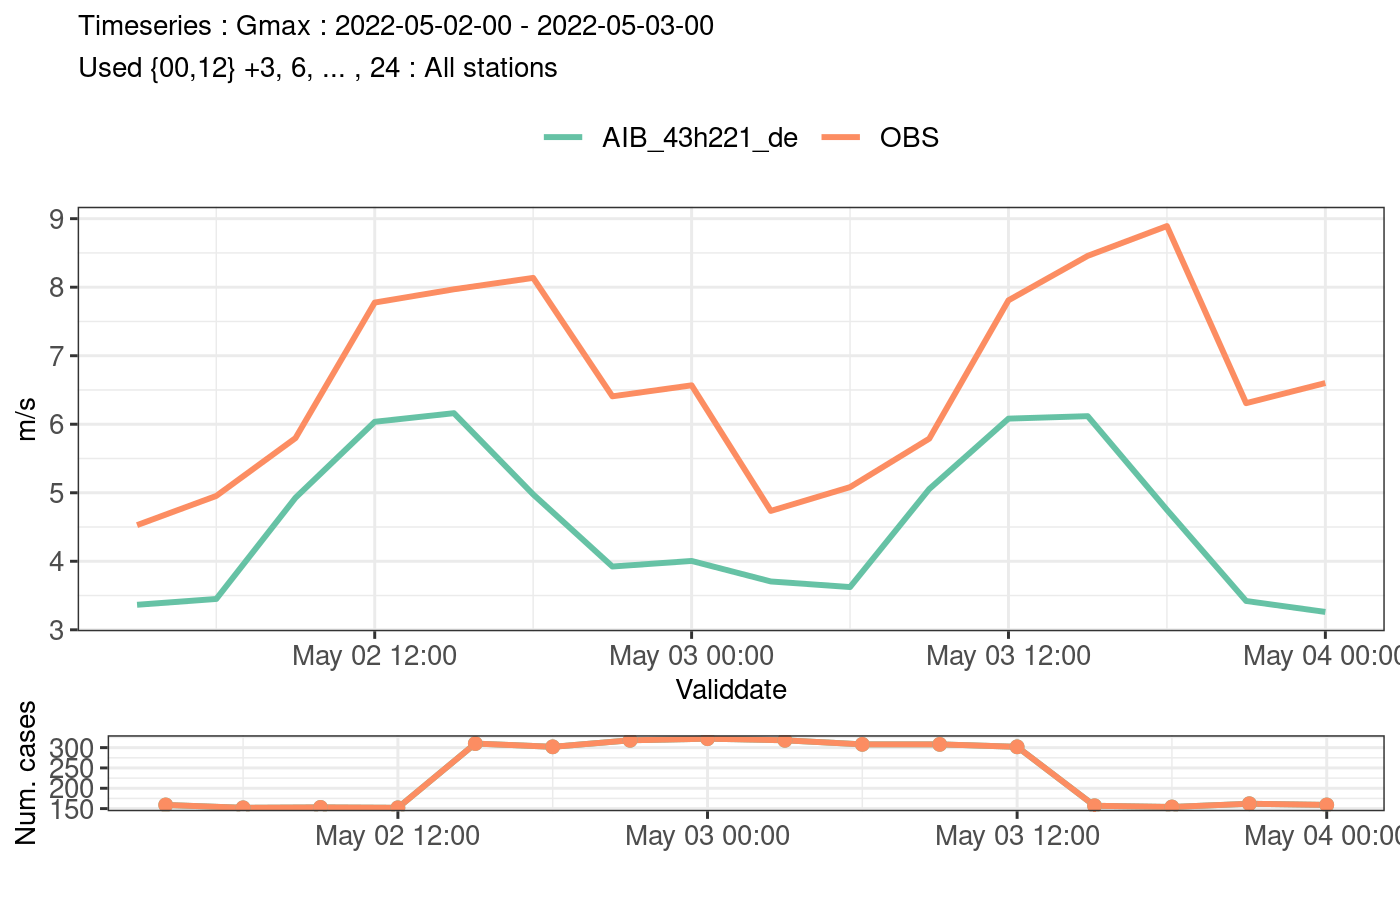 Timeseries : Gmax : 2022-05-02-00 - 2022-05-03-00
Used {00,12} +3, 6, ... , 24 : All stations
AIB_43h221_de OBS
9
8
7
6
5
4
3
m/s
May 02 12:00 May 03 00:00 May 03 12:00 May 04 00:00
Validdate
300
250
200
150
Num. cases
May 02 12:00 May 03 00:00 May 03 12:00 May 04 00:00